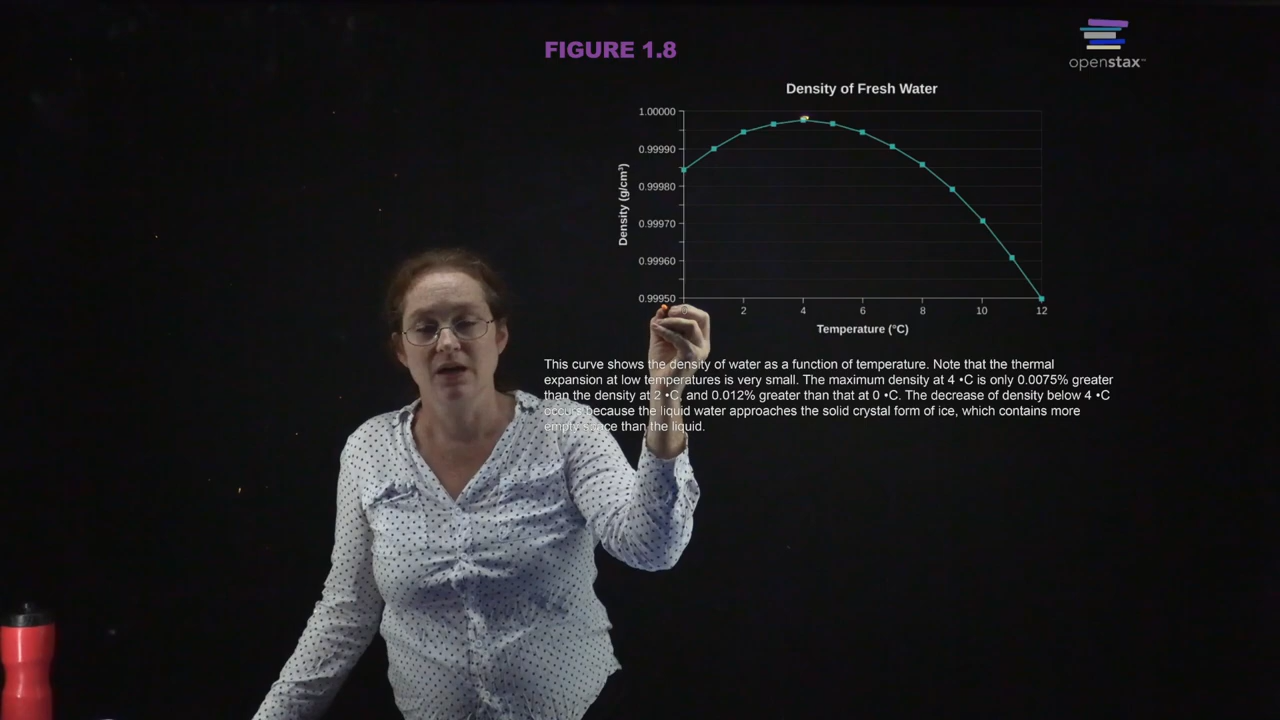 FIGURE 1.8
openstax™
Density of Fresh Water
1.00000
0.99990
0.99980
0.99970
0.99960
0.99950
Density (g/cm³)
0 2 4 6 8 10 12
Temperature (°C)
This curve shows the density of water as a function of temperature. Note that the thermal
expansion at low temperatures is very small. The maximum density at 4 •C is only 0.0075% greater
than the density at 2 •C, and 0.012% greater than that at 0 •C. The decrease of density below 4 •C
occurs because the liquid water approaches the solid crystal form of ice, which contains more
empty space than the liquid.